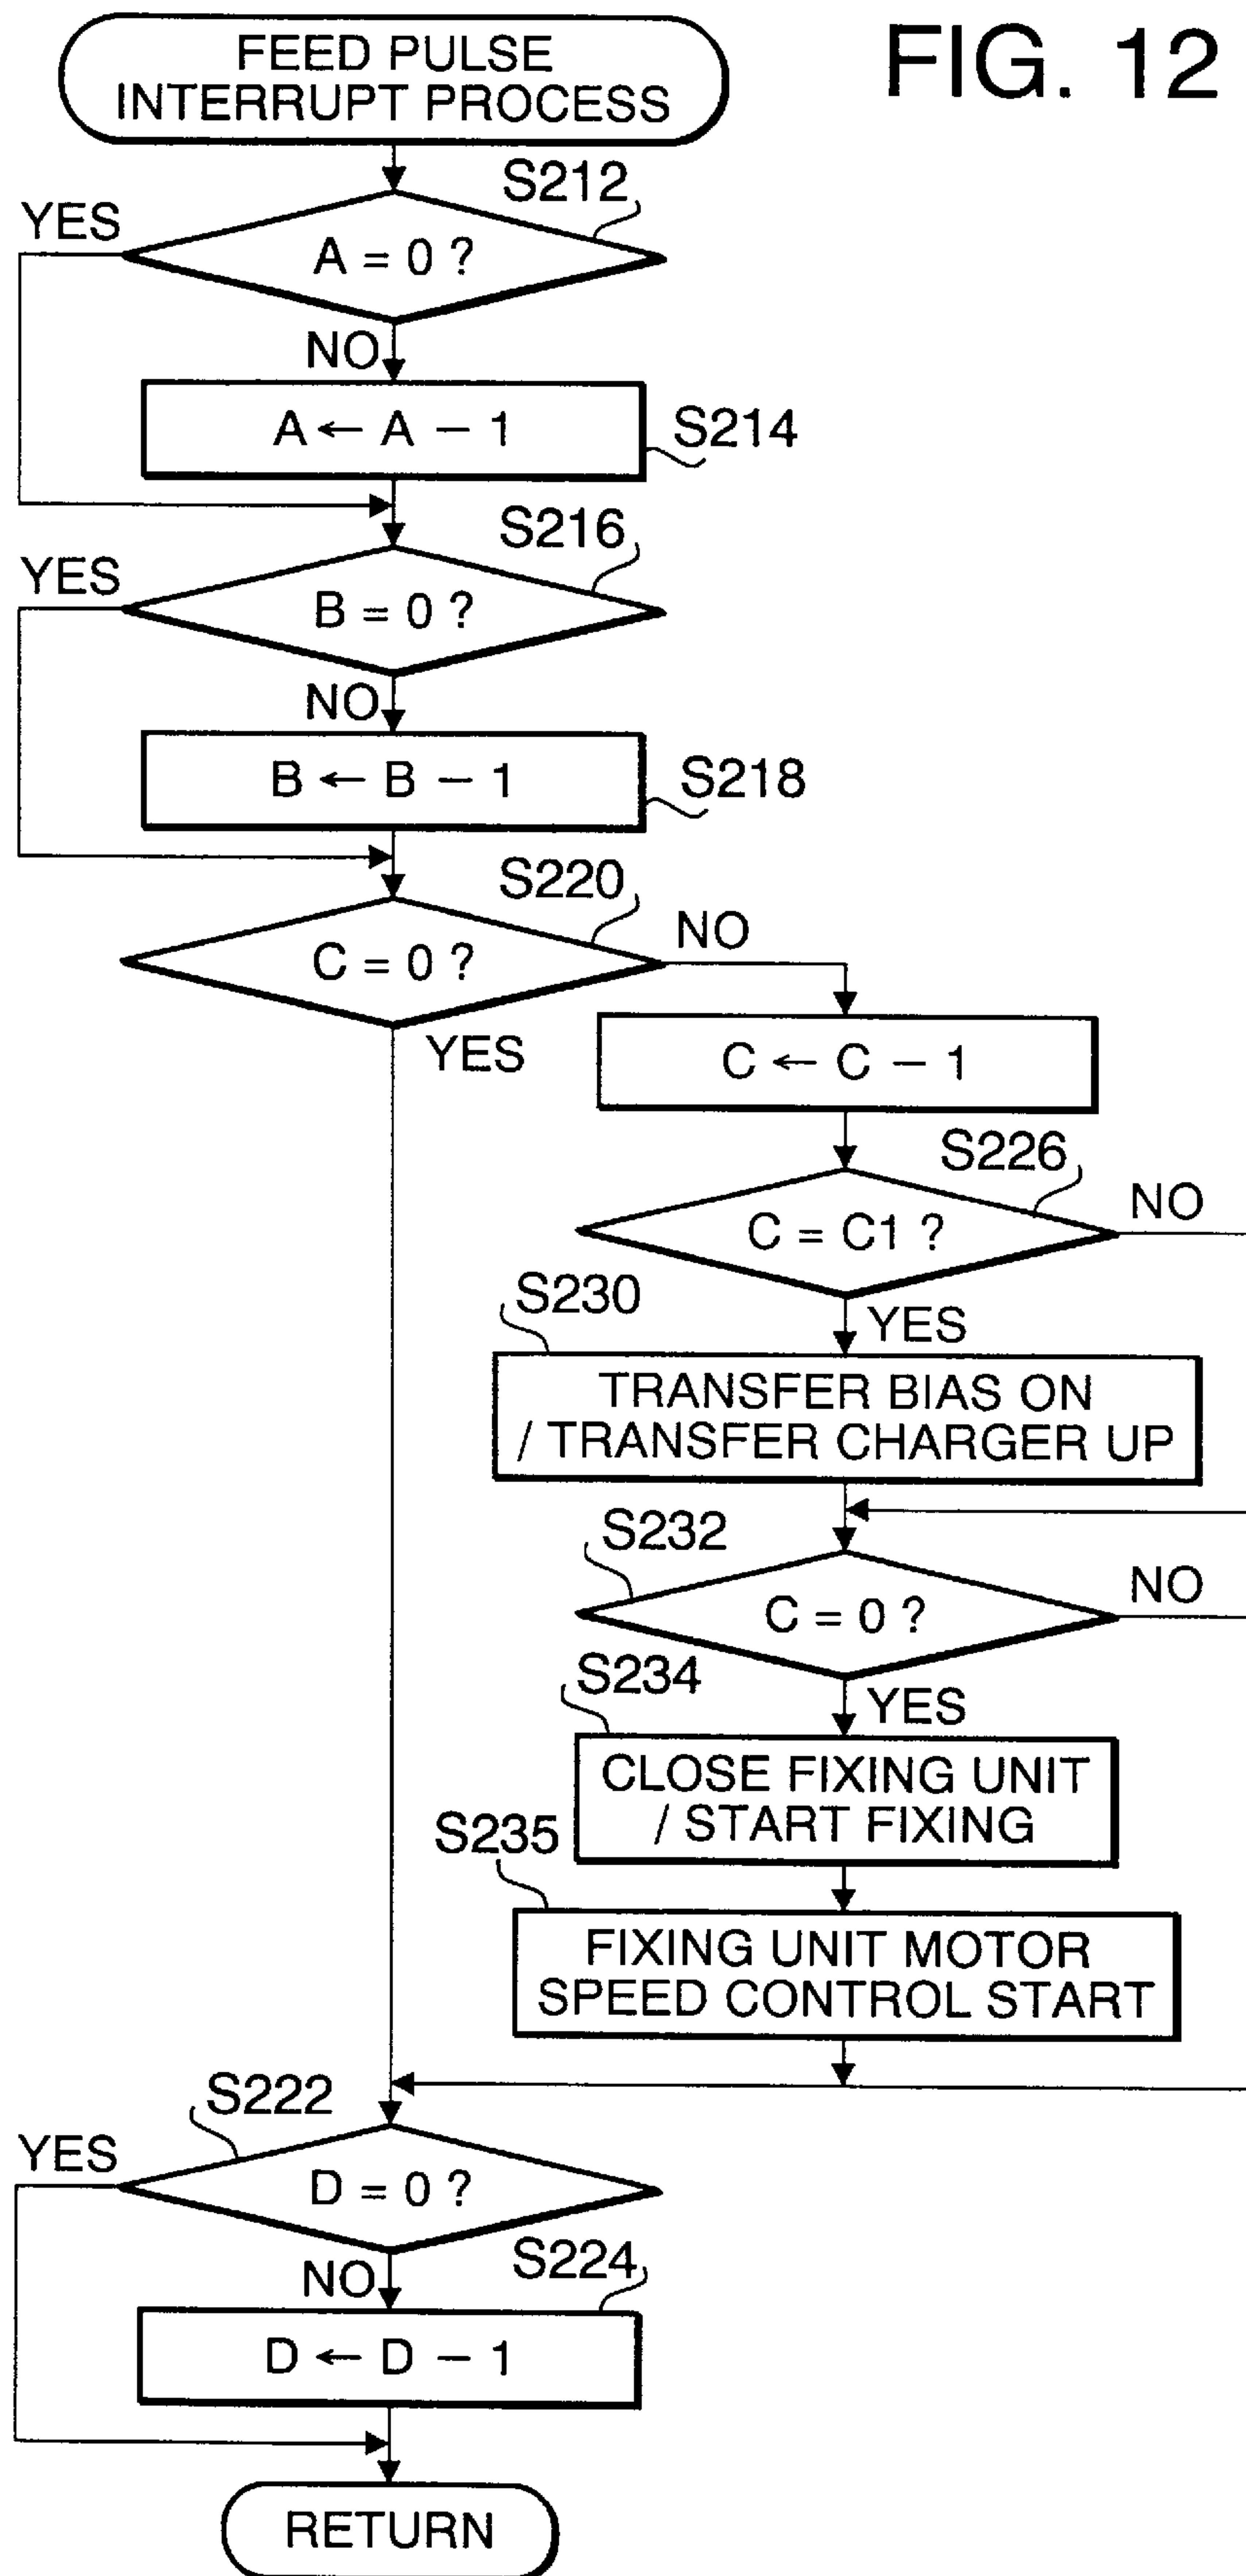 FIG. 12
FEED PULSE
INTERRUPT PROCESS
S212
YES
A = 0 ?
NO
A ← A − 1
S214
S216
YES
B = 0 ?
NO
B ← B − 1
S218
S220
NO
C = 0 ?
YES
C ← C − 1
S226
NO
C = C1 ?
S230
YES
TRANSFER BIAS ON
/ TRANSFER CHARGER UP
S232
NO
C = 0 ?
S234
YES
CLOSE FIXING UNIT
/ START FIXING
S235
FIXING UNIT MOTOR
SPEED CONTROL START
S222
YES
D = 0 ?
S224
NO
D ← D − 1
RETURN